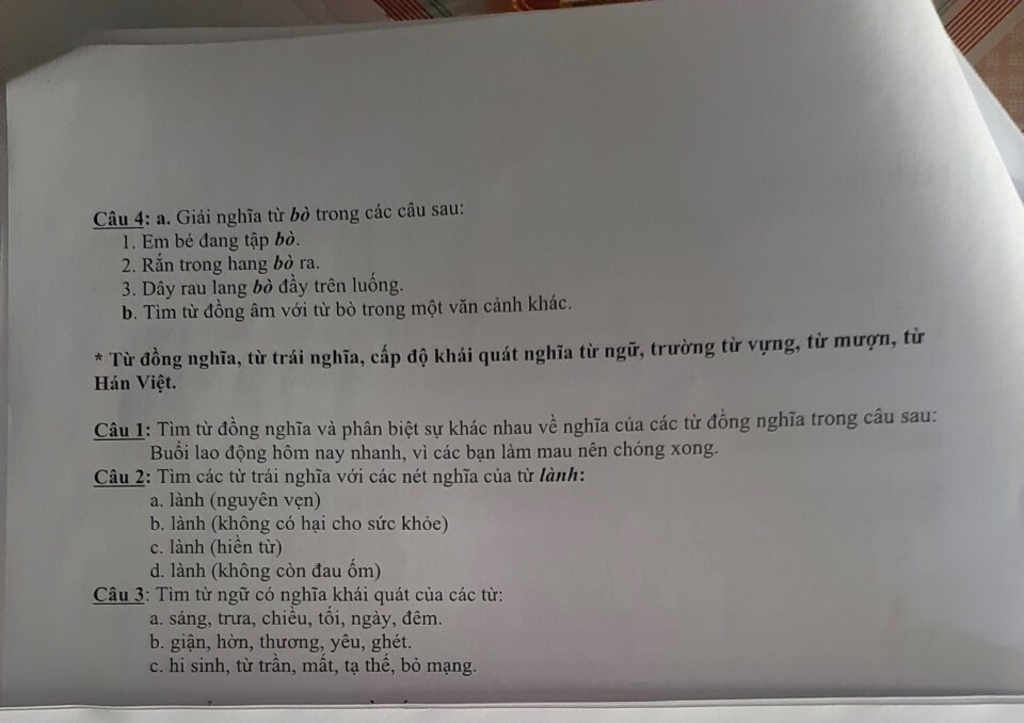 Câu 4: a. Giải nghĩa từ bò trong các câu sau:
1. Em bé đang tập bò.
2. Rắn trong hang bò ra.
3. Dây rau lang bò đầy trên luống.
b. Tìm từ đồng âm với từ bò trong một văn cảnh khác.
* Từ đồng nghĩa, từ trái nghĩa, cấp độ khái quát nghĩa từ ngữ, trường từ vựng, từ mượn, từ
Hán Việt.
Câu 1: Tìm từ đồng nghĩa và phân biệt sự khác nhau về nghĩa của các từ đồng nghĩa trong câu sau:
Buổi lao động hôm nay nhanh, vì các bạn làm mau nên chóng xong.
Câu 2: Tìm các từ trái nghĩa với các nét nghĩa của từ lành:
a. lành (nguyên vẹn)
b. lành (không có hại cho sức khỏe)
c. lành (hiền từ)
d. lành (không còn đau ốm)
Câu 3: Tìm từ ngữ có nghĩa khái quát của các từ:
a. sáng, trưa, chiều, tối, ngày, đêm.
b. giận, hờn, thương, yêu, ghét.
c. hi sinh, từ trần, mất, tạ thế, bỏ mạng.